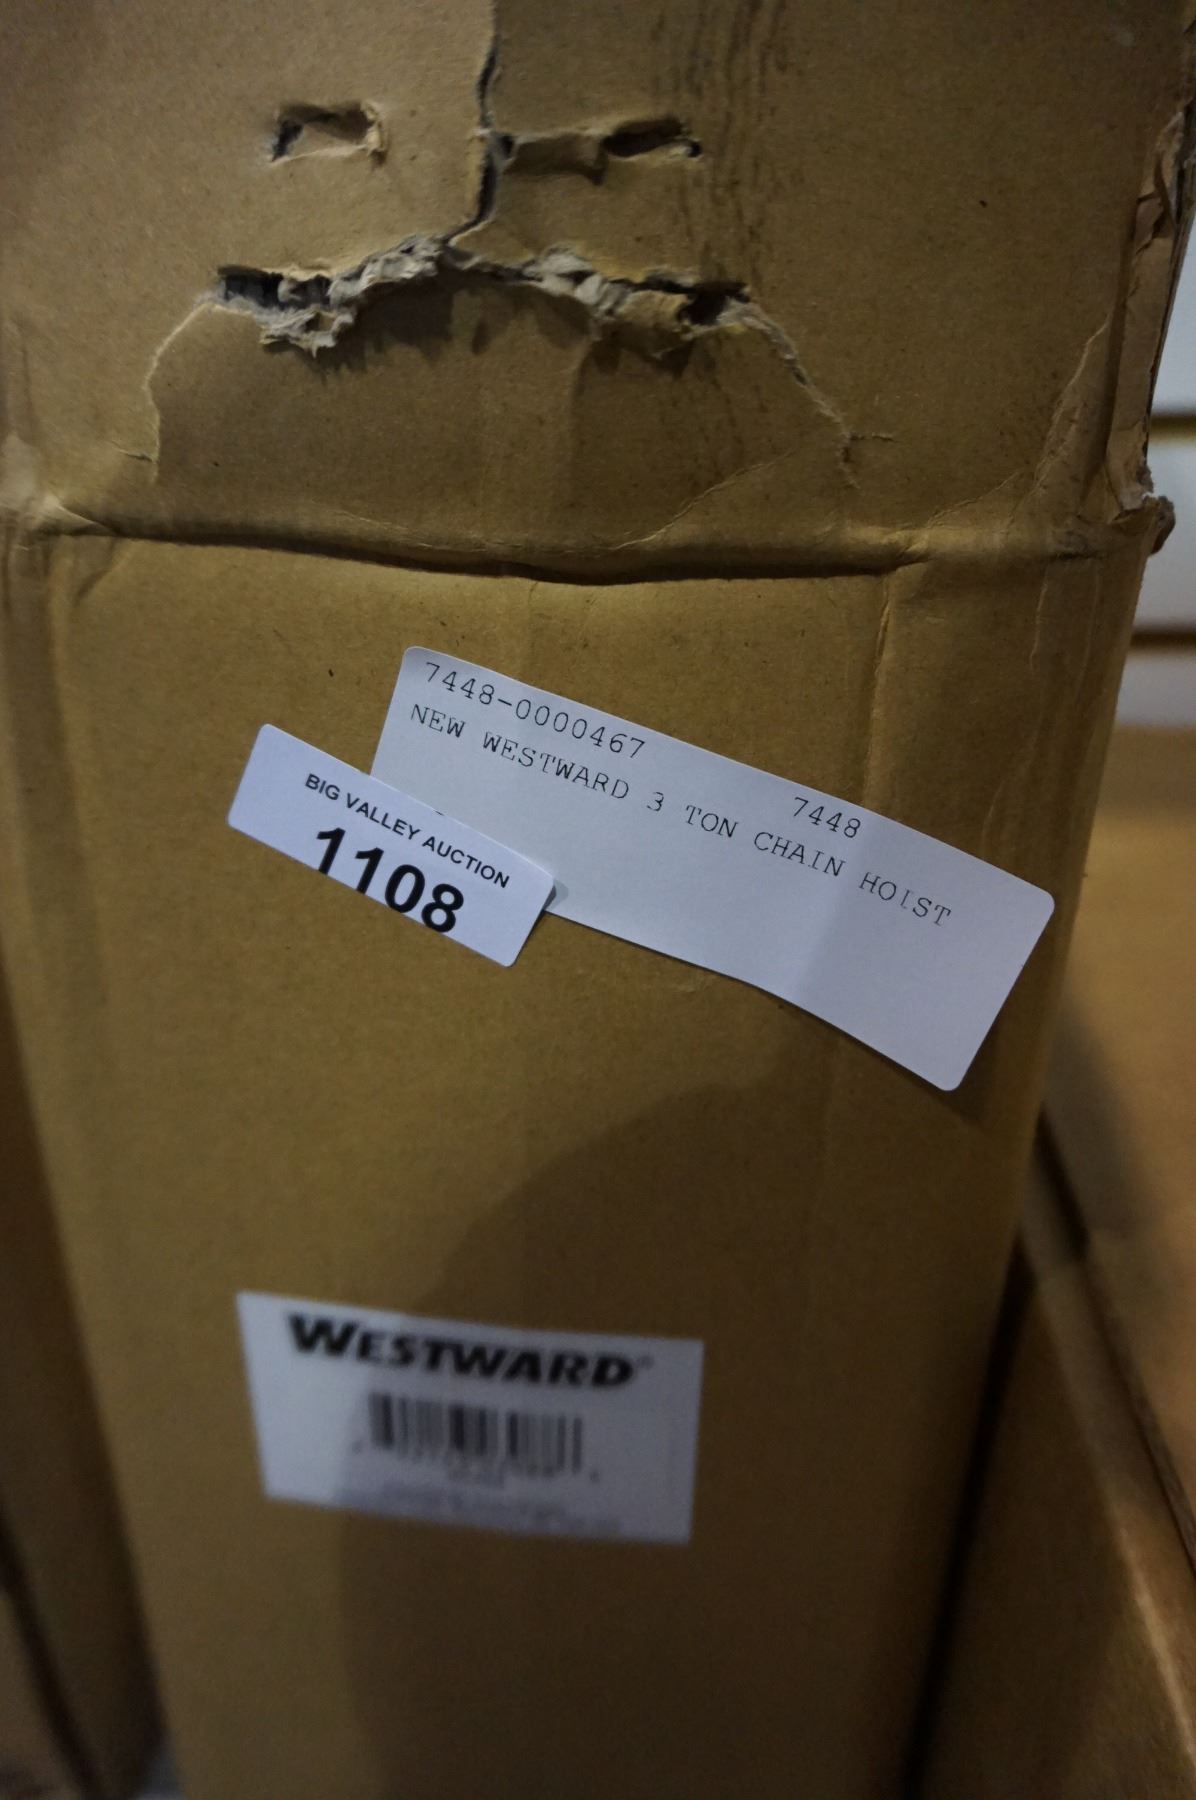 7448-0000467
7448
NEW WESTWARD 3 TON CHAIN HOIST
BIG VALLEY AUCTION
1108
WESTWARD